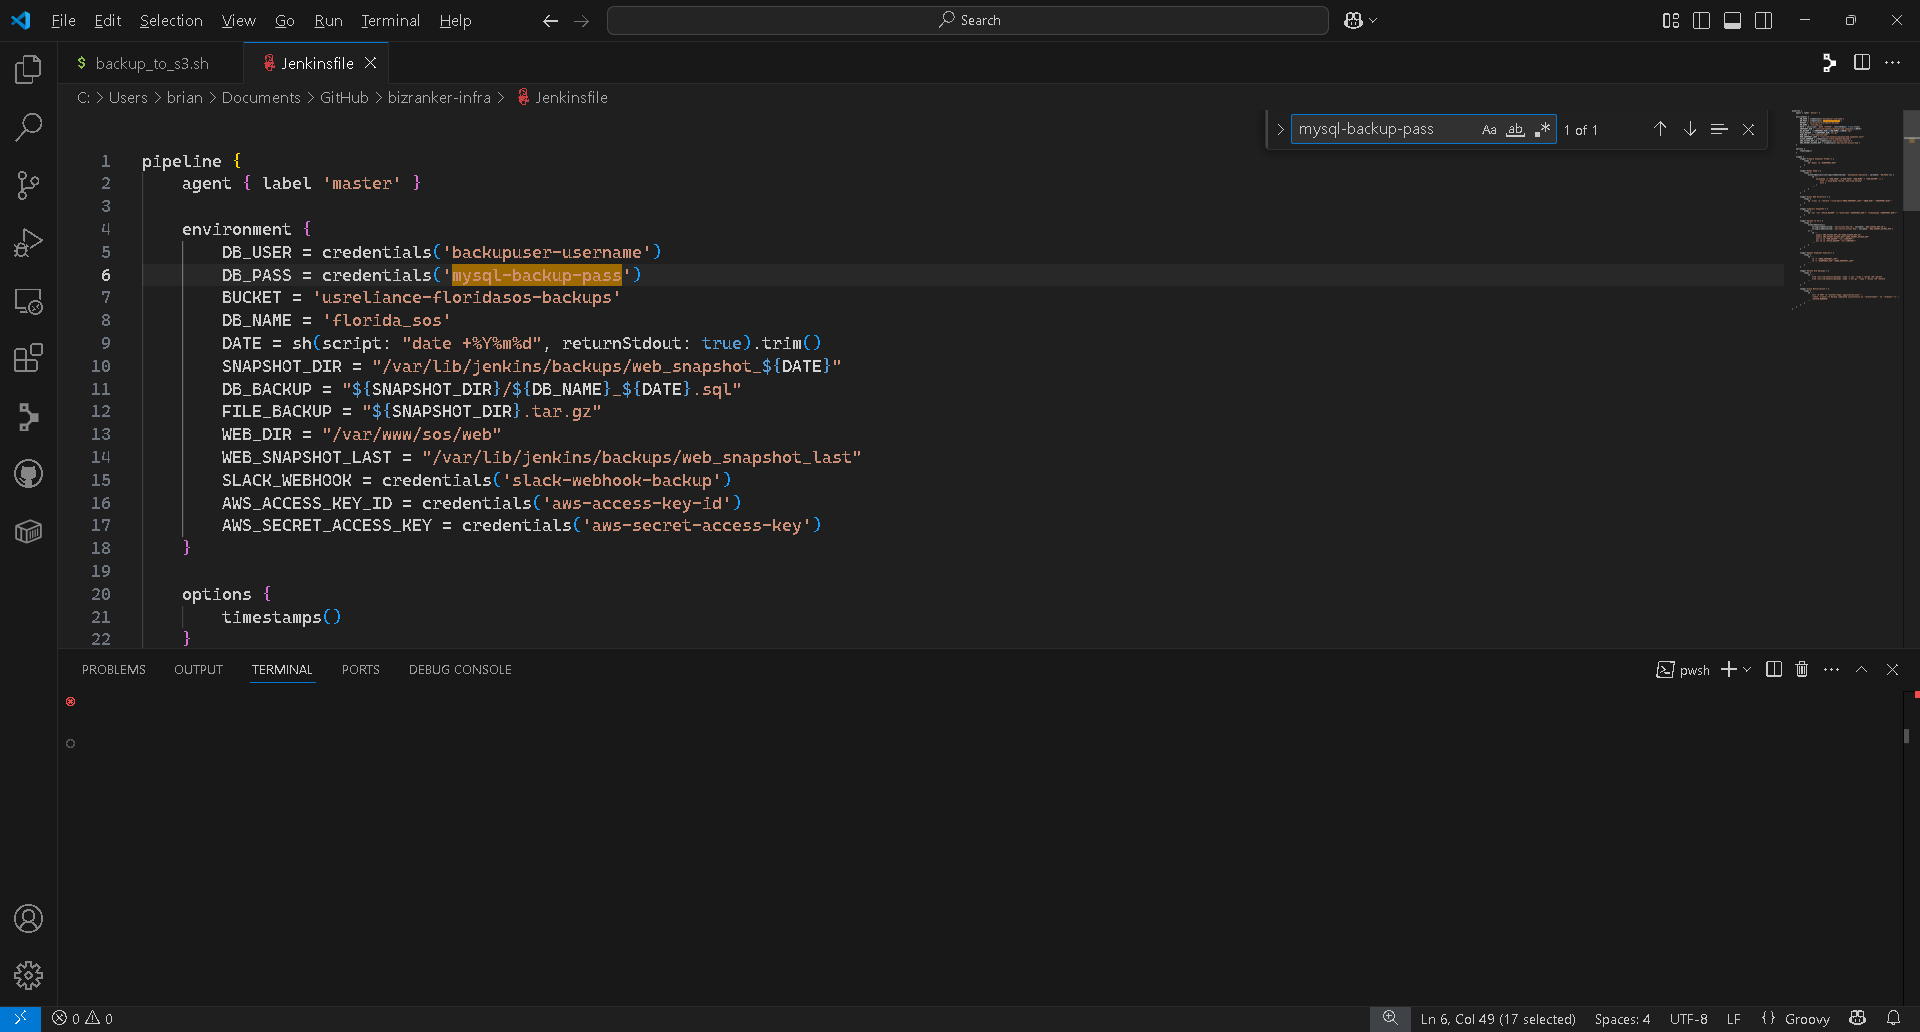 File Edit Selection View Go Run Terminal Help
Search
backup_to_s3.sh
Jenkinsfile
C: > Users > brian > Documents > GitHub > bizranker-infra > Jenkinsfile
mysql-backup-pass Aa ab .* 1 of 1
1 pipeline {
2 agent { label 'master' }
3
4 environment {
5 DB_USER = credentials('backupuser-username')
6 DB_PASS = credentials('mysql-backup-pass')
7 BUCKET = 'usreliance-floridasos-backups'
8 DB_NAME = 'florida_sos'
9 DATE = sh(script: "date +%Y%m%d", returnStdout: true).trim()
10 SNAPSHOT_DIR = "/var/lib/jenkins/backups/web_snapshot_${DATE}"
11 DB_BACKUP = "${SNAPSHOT_DIR}/${DB_NAME}_${DATE}.sql"
12 FILE_BACKUP = "${SNAPSHOT_DIR}.tar.gz"
13 WEB_DIR = "/var/www/sos/web"
14 WEB_SNAPSHOT_LAST = "/var/lib/jenkins/backups/web_snapshot_last"
15 SLACK_WEBHOOK = credentials('slack-webhook-backup')
16 AWS_ACCESS_KEY_ID = credentials('aws-access-key-id')
17 AWS_SECRET_ACCESS_KEY = credentials('aws-secret-access-key')
18 }
19
20 options {
21 timestamps()
22 }
PROBLEMS OUTPUT TERMINAL PORTS DEBUG CONSOLE
pwsh
0 0
Ln 6, Col 49 (17 selected) Spaces: 4 UTF-8 LF {} Groovy